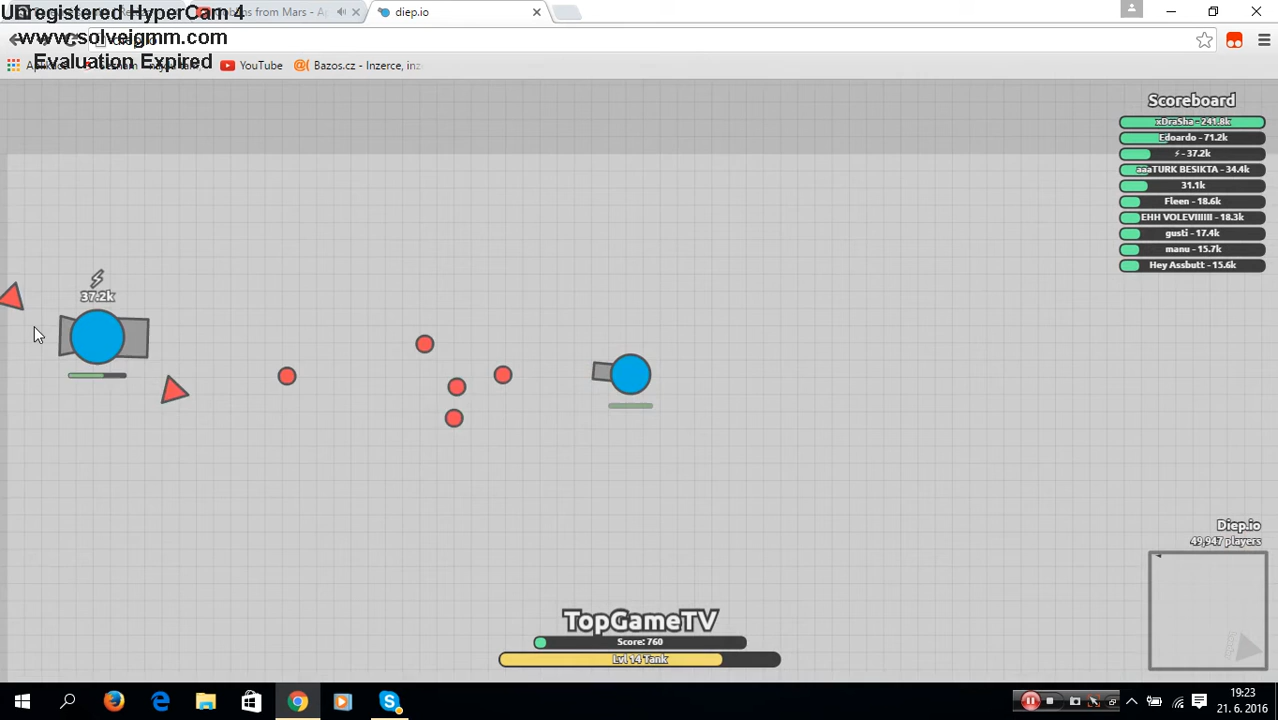 Unregistered HyperCam 4
www.solveigmm.com
Evaluation Expired
from Mars - A
diep.io
YouTube
Bazos.cz - Inzerce, inz
Scoreboard
xDraSha - 241.8k
Edoardo - 71.2k
⚡ - 37.2k
aaaTURK BESIKTA - 34.4k
31.1k
Fleen - 18.6k
EHH VOLEVIIIIII - 18.3k
gusti - 17.4k
manu - 15.7k
Hey Assbutt - 15.6k
⚡
37.2k
Diep.io
49,947 players
TopGameTV
Score: 760
Lvl 14 Tank
19:23
21. 6. 2016